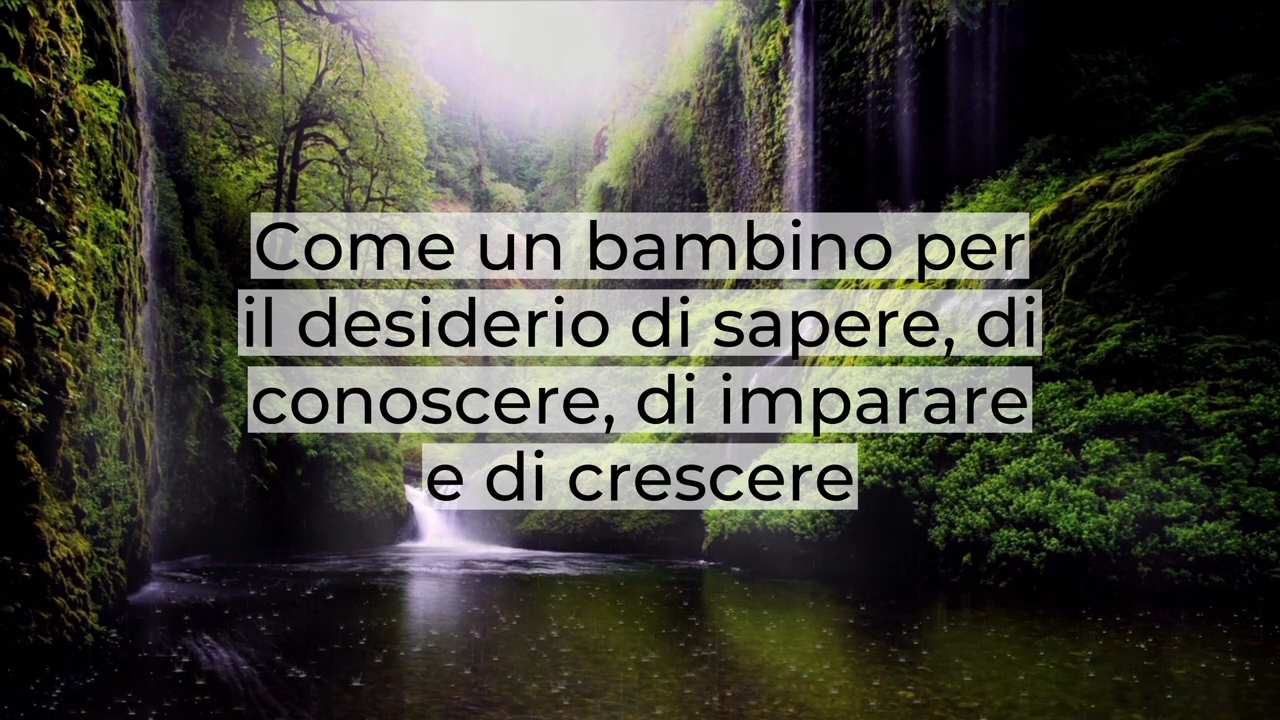 Come un bambino per
il desiderio di sapere, di
conoscere, di imparare
e di crescere